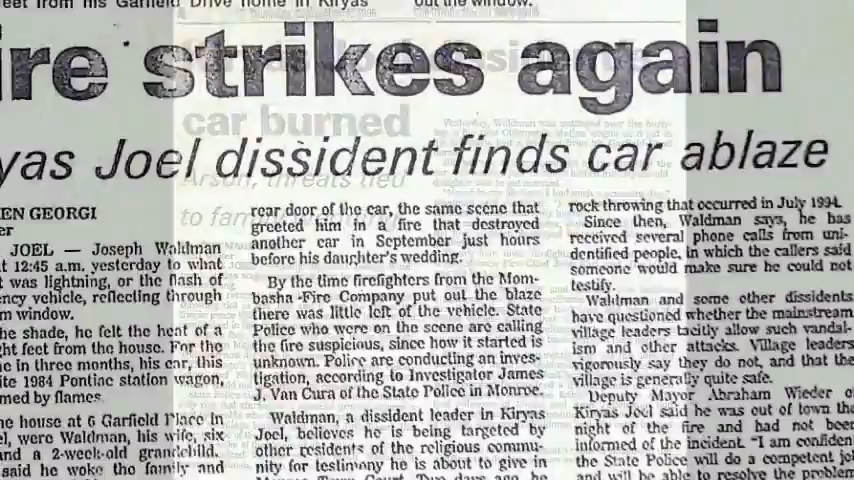 eet from his Garfield Drive home in Kiryas
out the window.
ire strikes again
car burned
yas Joel dissident finds car ablaze
Arson, threats tied
to fam
EN GEORGI
er
JOEL — Joseph Waldman
t 12:45 a.m. yesterday to what
t was lightning, or the flash of
ency vehicle, reflecting through
m window.
he shade, he felt the heat of a
ht feet from the house. For the
e in three months, his car, this
ite 1984 Pontiac station wagon,
med by flames.
he house at 6 Garfield Place in
el, were Waldman, his wife, six
and a 2-week-old grandchild.
said he woke the family and
rear door of the car, the same scene that
greeted him in a fire that destroyed
another car in September just hours
before his daughter's wedding.
By the time firefighters from the Mom-
basha Fire Company put out the blaze
there was little left of the vehicle. State
Police who were on the scene are calling
the fire suspicious, since how it started is
unknown. Police are conducting an inves-
tigation, according to Investigator James
J. Van Cura of the State Police in Monroe.
Waldman, a dissident leader in Kiryas
Joel, believes he is being targeted by
other residents of the religious commu-
nity for testimony he is about to give in
Monroe Town Court. Two days ago, he
rock throwing that occurred in July 1994.
Since then, Waldman says, he has
received several phone calls from uni-
dentified people, in which the callers said
someone would make sure he could not
testify.
Waldman and some other dissidents
have questioned whether the mainstream
village leaders tacitly allow such vandal-
ism and other attacks. Village leaders
vigorously say they do not, and that the
village is generally quite safe.
Deputy Mayor Abraham Wieder of
Kiryas Joel said he was out of town the
night of the fire and had not been
informed of the incident. "I am confident
the State Police will do a competent job
and will be able to resolve the problem